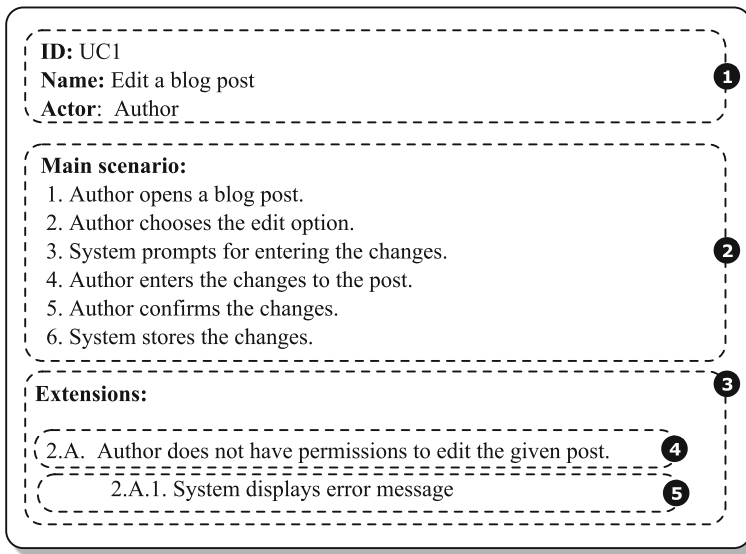 ID: UC1
Name: Edit a blog post
Actor: Author
1
Main scenario:
1. Author opens a blog post.
2. Author chooses the edit option.
3. System prompts for entering the changes.
4. Author enters the changes to the post.
5. Author confirms the changes.
6. System stores the changes.
2
3
Extensions:
2.A. Author does not have permissions to edit the given post.
4
2.A.1. System displays error message
5